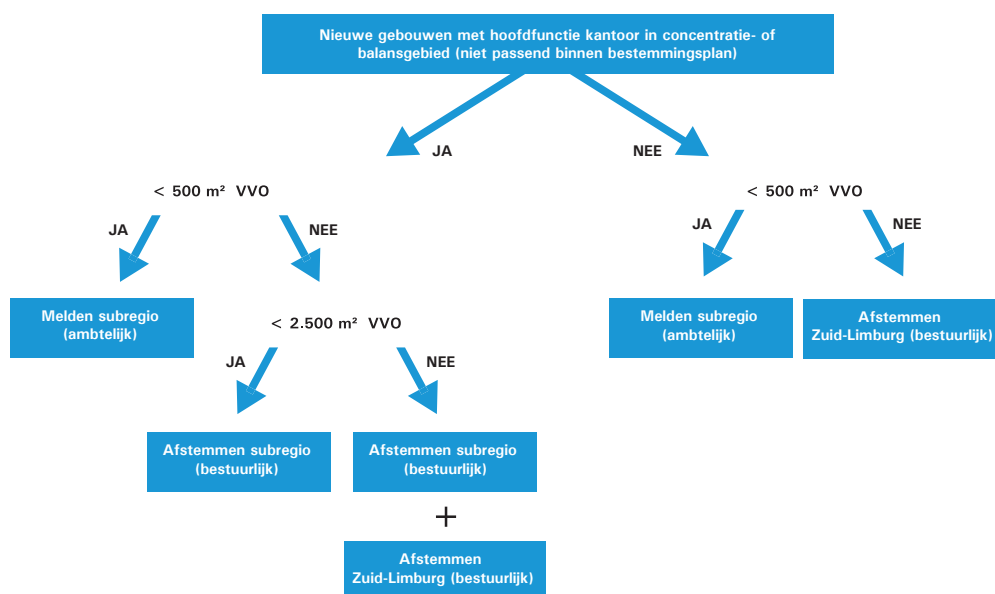 Nieuwe gebouwen met hoofdfunctie kantoor in concentratie- of
balansgebied (niet passend binnen bestemmingsplan)
JA
NEE
< 500 m² VVO
< 500 m² VVO
JA
NEE
JA
NEE
Melden subregio
(ambtelijk)
< 2.500 m² VVO
Melden subregio
(ambtelijk)
Afstemmen
Zuid-Limburg (bestuurlijk)
JA
NEE
Afstemmen subregio
(bestuurlijk)
Afstemmen subregio
(bestuurlijk)
+
Afstemmen
Zuid-Limburg (bestuurlijk)